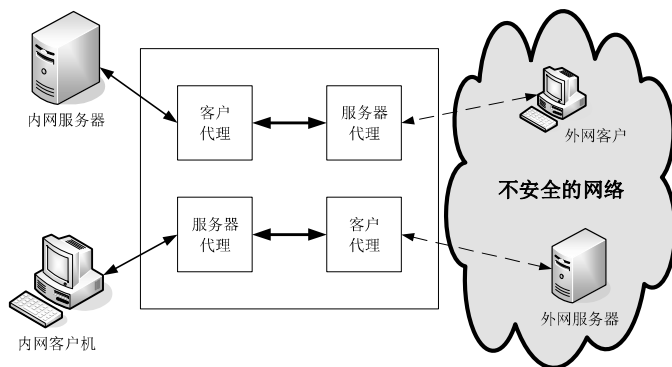 内网服务器
客户
代理
服务器
代理
外网客户
不安全的网络
服务器
代理
客户
代理
内网客户机
外网服务器